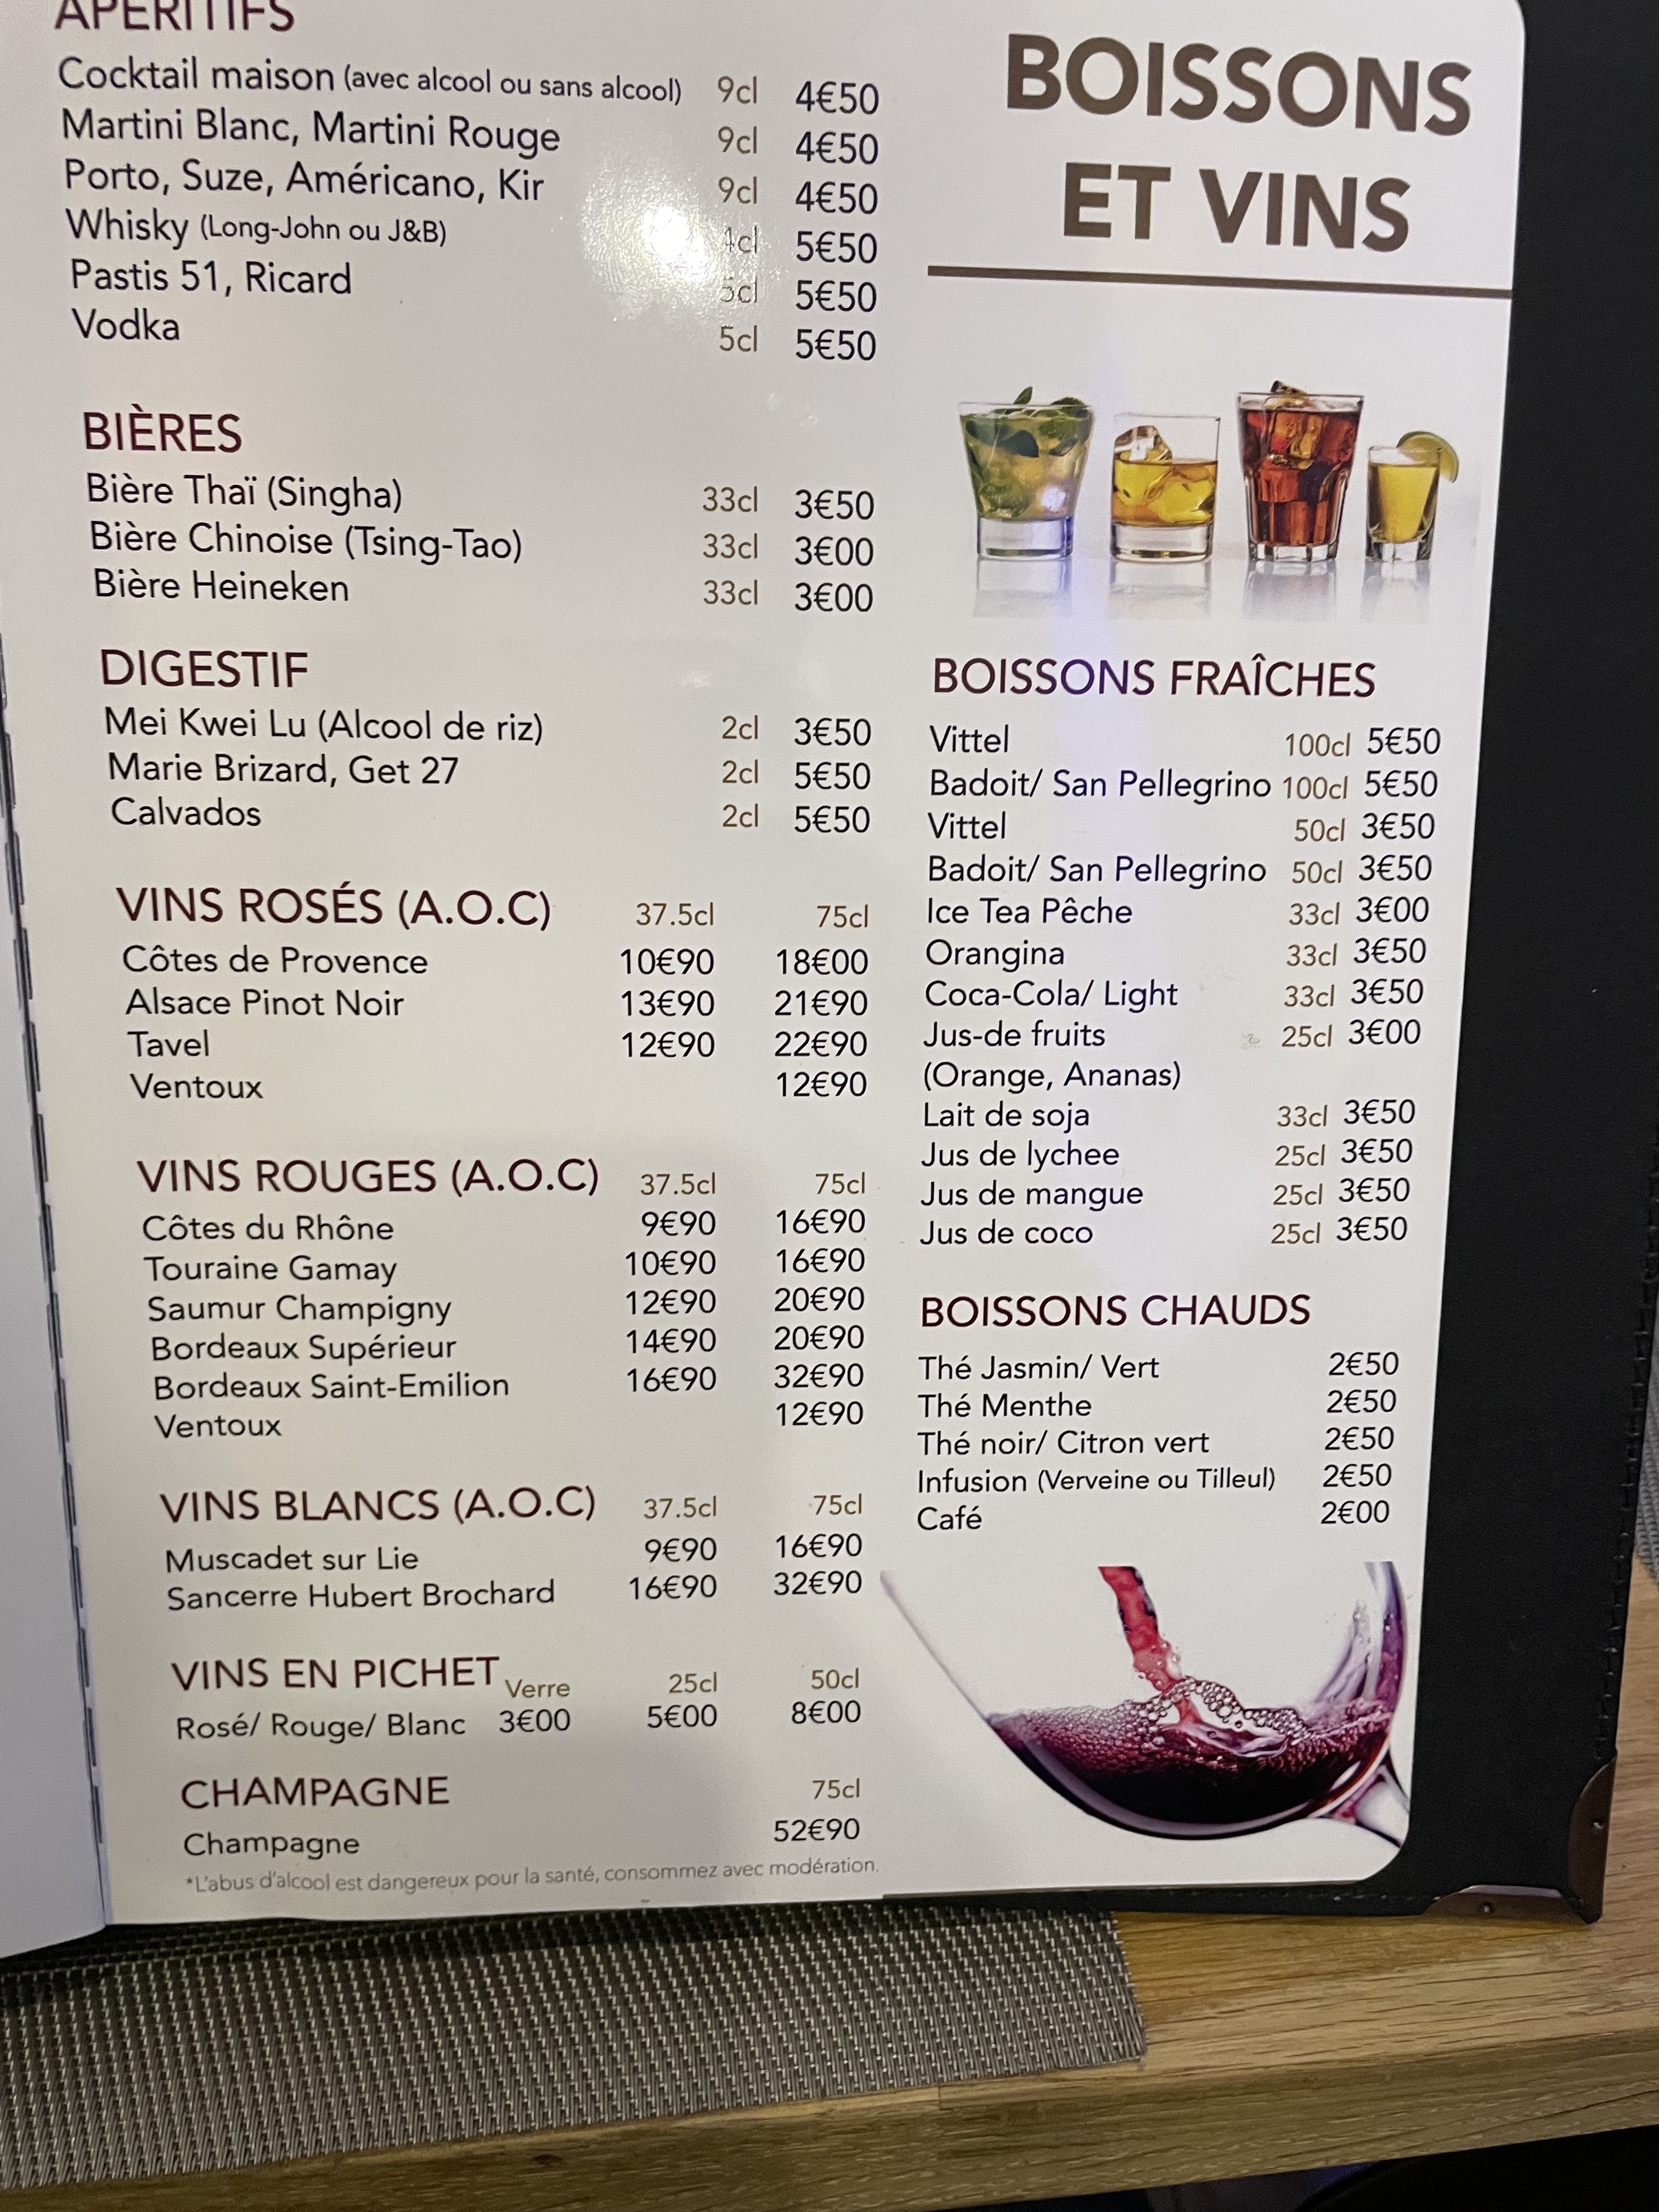 APÉRITIFS
Cocktail maison (avec alcool ou sans alcool) 9cl 4€50
Martini Blanc, Martini Rouge 9cl 4€50
Porto, Suze, Américano, Kir 9cl 4€50
Whisky (Long-John ou J&B) 4cl 5€50
Pastis 51, Ricard 5cl 5€50
Vodka 5cl 5€50
BIÈRES
Bière Thaï (Singha) 33cl 3€50
Bière Chinoise (Tsing-Tao) 33cl 3€00
Bière Heineken 33cl 3€00
DIGESTIF
Mei Kwei Lu (Alcool de riz) 2cl 3€50
Marie Brizard, Get 27 2cl 5€50
Calvados 2cl 5€50
VINS ROSÉS (A.O.C) 37.5cl 75cl
Côtes de Provence 10€90 18€00
Alsace Pinot Noir 13€90 21€90
Tavel 12€90 22€90
Ventoux 12€90
VINS ROUGES (A.O.C) 37.5cl 75cl
Côtes du Rhône 9€90 16€90
Touraine Gamay 10€90 16€90
Saumur Champigny 12€90 20€90
Bordeaux Supérieur 14€90 20€90
Bordeaux Saint-Emilion 16€90 32€90
Ventoux 12€90
VINS BLANCS (A.O.C) 37.5cl 75cl
Muscadet sur Lie 9€90 16€90
Sancerre Hubert Brochard 16€90 32€90
VINS EN PICHET Verre 25cl 50cl
Rosé/ Rouge/ Blanc 3€00 5€00 8€00
CHAMPAGNE 75cl
Champagne 52€90
*L'abus d'alcool est dangereux pour la santé, consommez avec modération.
BOISSONS
ET VINS
BOISSONS FRAÎCHES
Vittel 100cl 5€50
Badoit/ San Pellegrino 100cl 5€50
Vittel 50cl 3€50
Badoit/ San Pellegrino 50cl 3€50
Ice Tea Pêche 33cl 3€00
Orangina 33cl 3€50
Coca-Cola/ Light 33cl 3€50
Jus-de fruits 25cl 3€00
(Orange, Ananas)
Lait de soja 33cl 3€50
Jus de lychee 25cl 3€50
Jus de mangue 25cl 3€50
Jus de coco 25cl 3€50
BOISSONS CHAUDS
Thé Jasmin/ Vert 2€50
Thé Menthe 2€50
Thé noir/ Citron vert 2€50
Infusion (Verveine ou Tilleul) 2€50
Café 2€00